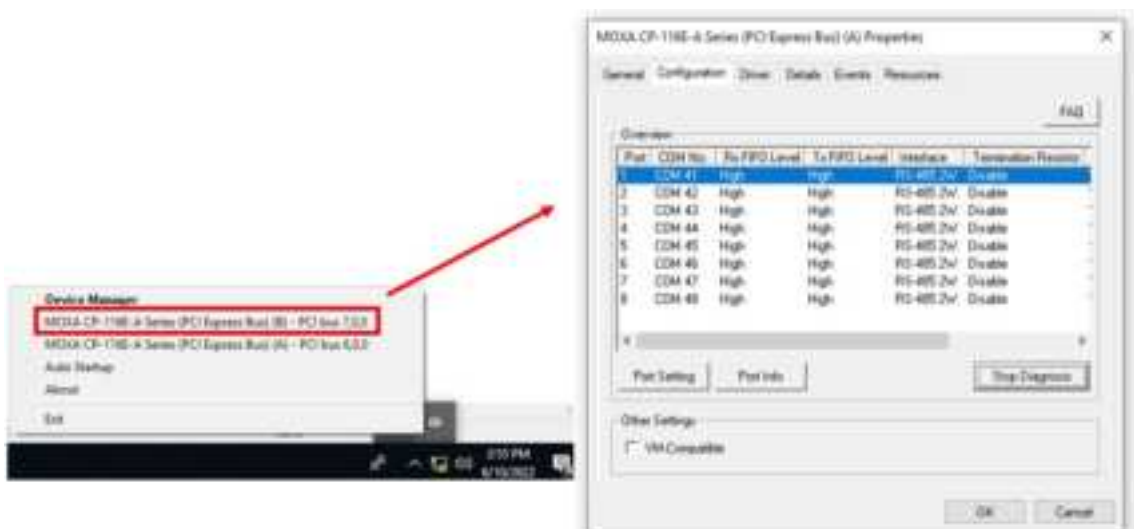 Device Manager
MOXA CP-116E-A Series (PCI Express Bus) (B) - PCI bus 7,0,0
MOXA CP-116E-A Series (PCI Express Bus) (A) - PCI bus 6,0,0
Auto Startup
About
Exit
3:55 PM
MOXA CP-116E-A Series (PCI Express Bus) (A) Properties
General Configuration Driver Details Events Resources
FAQ
Overview
Port COM No. Rx FIFO Level Tx FIFO Level Interface Termination Resistor
1 COM 41 High High RS-485 2W Disable
2 COM 42 High High RS-485 2W Disable
3 COM 43 High High RS-485 2W Disable
4 COM 44 High High RS-485 2W Disable
5 COM 45 High High RS-485 2W Disable
6 COM 46 High High RS-485 2W Disable
7 COM 47 High High RS-485 2W Disable
8 COM 48 High High RS-485 2W Disable
Port Setting Port Info Stop Diagnosis
Other Settings
VM Compatible
OK Cancel